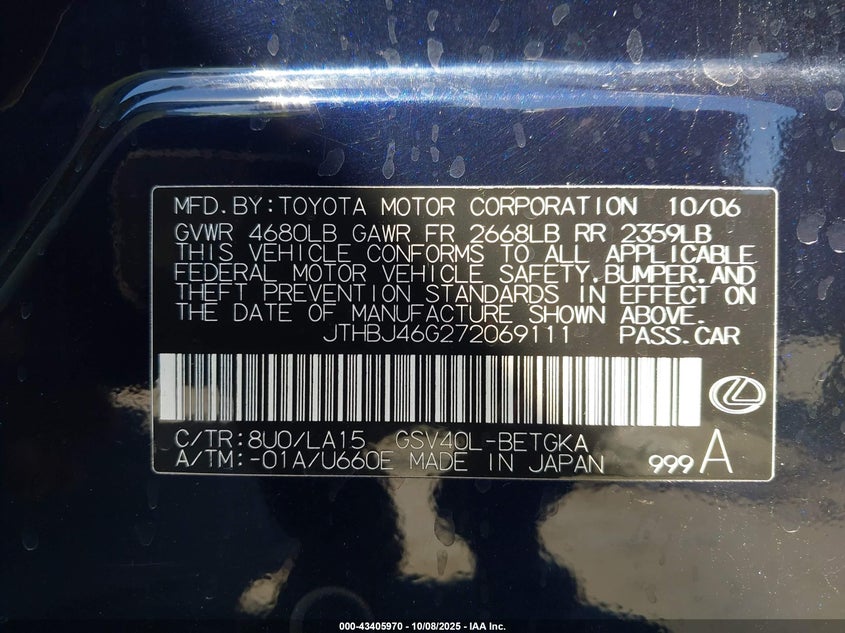 MFD.BY:TOYOTA MOTOR CORPORATION 10/06
GVWR 4680LB GAWR FR 2668LB RR 2359LB
THIS VEHICLE CONFORMS TO ALL APPLICABLE
FEDERAL MOTOR VEHICLE SAFETY,BUMPER,AND
THEFT PREVENTION STANDARDS IN EFFECT ON
THE DATE OF MANUFACTURE SHOWN ABOVE.
JTHBJ46G272069111 PASS.CAR
C/TR:8U0/LA15 GSV40L-BETGKA
A/TM:-01A/U660E MADE IN JAPAN 999 A
000-43405970 - 10/08/2025 - IAA Inc.